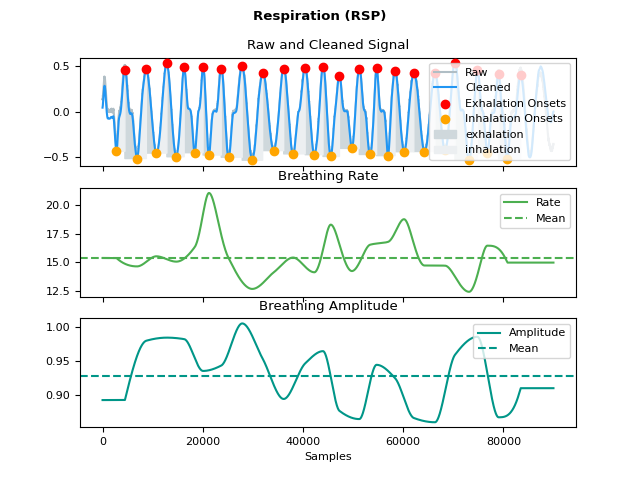 Respiration (RSP)
Raw and Cleaned Signal
0.5
0.0
−0.5
Raw
Cleaned
Exhalation Onsets
Inhalation Onsets
exhalation
inhalation
Breathing Rate
20.0
17.5
15.0
12.5
Rate
Mean
Breathing Amplitude
1.00
0.95
0.90
Amplitude
Mean
0
20000
40000
60000
80000
Samples